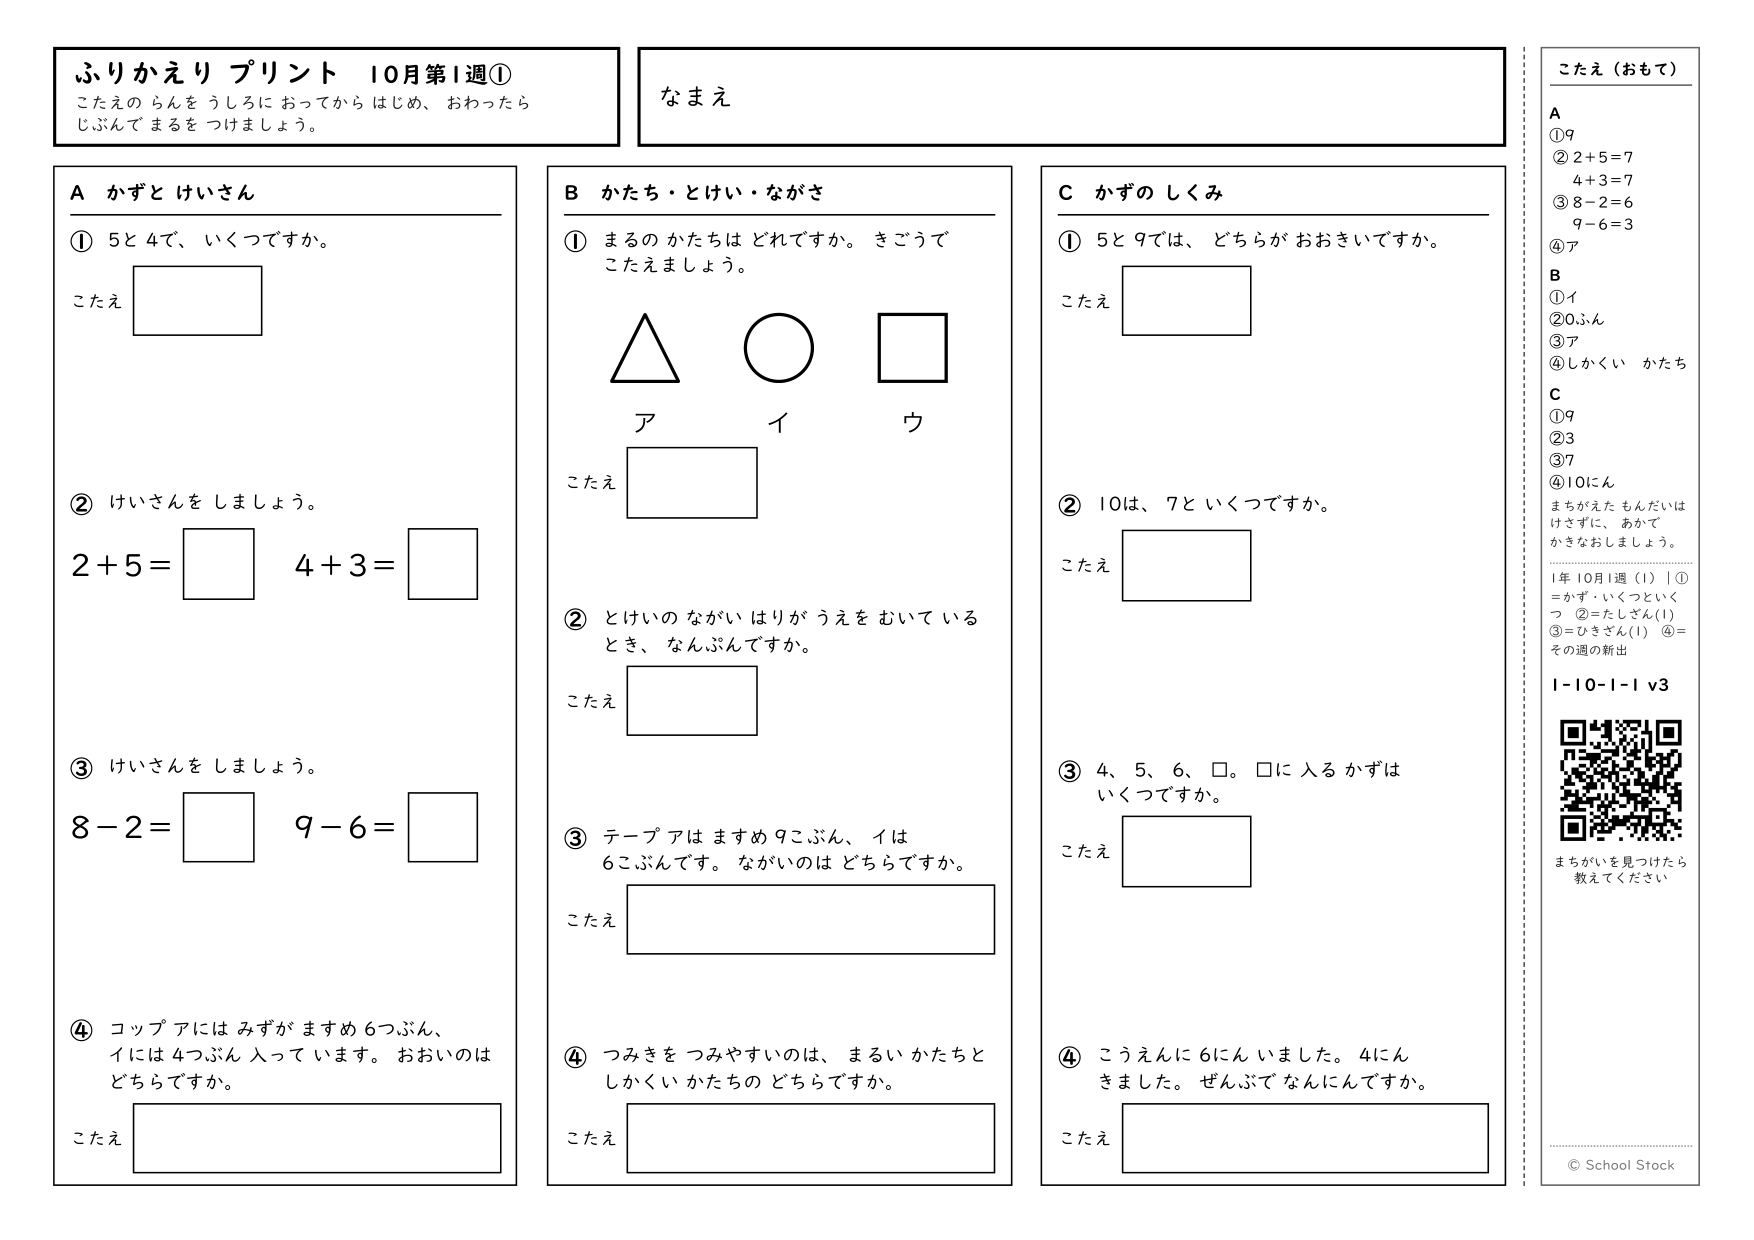 ふりかえり プリント　10月第1週①
こたえの らんを うしろに おってから はじめ、 おわったら
じぶんで まるを つけましょう。
なまえ
A　かずと けいさん
① 5と 4で、 いくつですか。
こたえ
② けいさんを しましょう。
2＋5＝　4＋3＝
③ けいさんを しましょう。
8－2＝　9－6＝
④ コップ アには みずが ますめ 6つぶん、
イには 4つぶん 入って います。 おおいのは
どちらですか。
こたえ
B　かたち・とけい・ながさ
① まるの かたちは どれですか。 きごうで
こたえましょう。
ア　イ　ウ
こたえ
② とけいの ながい はりが うえを むいて いる
とき、 なんぷんですか。
こたえ
③ テープ アは ますめ 9こぶん、 イは
6こぶんです。 ながいのは どちらですか。
こたえ
④ つみきを つみやすいのは、 まるい かたちと
しかくい かたちの どちらですか。
こたえ
C　かずの しくみ
① 5と 9では、 どちらが おおきいですか。
こたえ
② 10は、 7と いくつですか。
こたえ
③ 4、 5、 6、 □。 □に 入る かずは
いくつですか。
こたえ
④ こうえんに 6にん いました。 4にん
きました。 ぜんぶで なんにんですか。
こたえ
こたえ（おもて）
A
①9
② 2＋5＝7
4＋3＝7
③ 8－2＝6
9－6＝3
④ア
B
①イ
②0ふん
③ア
④しかくい　かたち
C
①9
②3
③7
④10にん
まちがえた もんだいは
けさずに、 あかで
かきなおしましょう。
1年 10月1週（1）｜①
＝かず・いくつといく
つ　②＝たしざん(1)
③＝ひきざん(1)　④＝
その週の新出
1-10-1-1 v3
まちがいを見つけたら
教えてください
© School Stock